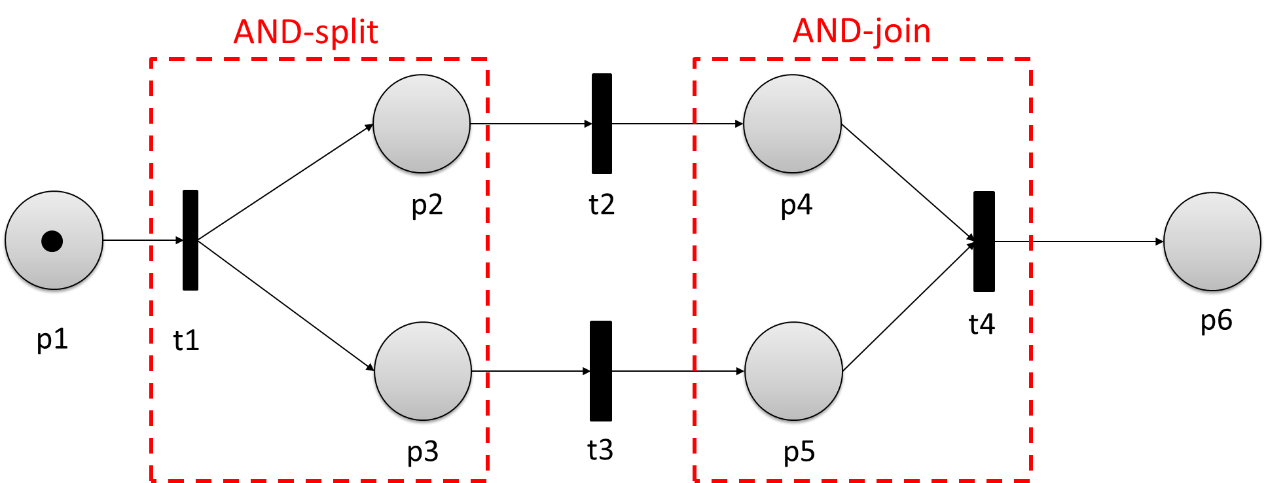 AND-split
AND-join
p2
t2
p4
p1
t1
t4
p6
p3
t3
p5